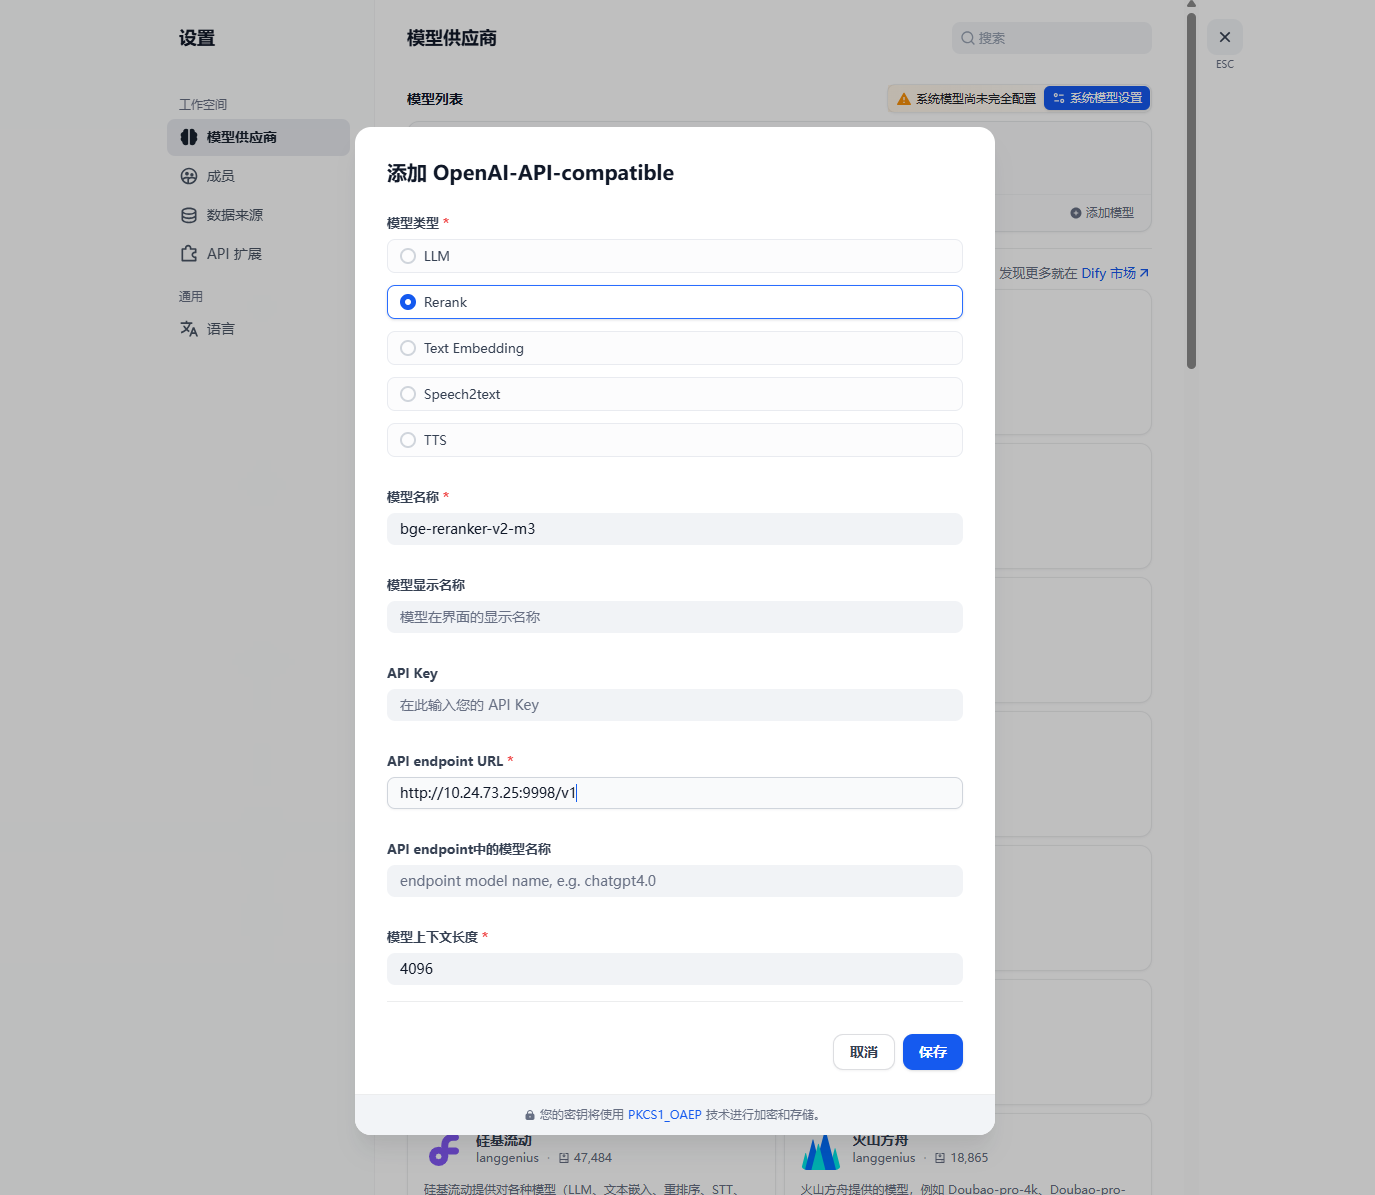 设置
模型供应商
搜索
ESC
工作空间
模型列表
系统模型尚未完全配置
系统模型设置
模型供应商
成员
数据来源
API 扩展
通用
语言
添加模型
发现更多就在 Dify 市场
添加 OpenAI-API-compatible
模型类型 *
LLM
Rerank
Text Embedding
Speech2text
TTS
模型名称 *
bge-reranker-v2-m3
模型显示名称
模型在界面的显示名称
API Key
在此输入您的 API Key
API endpoint URL *
http://10.24.73.25:9998/v1
API endpoint中的模型名称
endpoint model name, e.g. chatgpt4.0
模型上下文长度 *
4096
取消
保存
您的密钥将使用 PKCS1_OAEP 技术进行加密和存储。
硅基流动
langgenius · 47,484
硅基流动提供对各种模型（LLM、文本嵌入、重排序、STT、
火山方舟
langgenius · 18,865
火山方舟提供的模型，例如 Doubao-pro-4k、Doubao-pro-